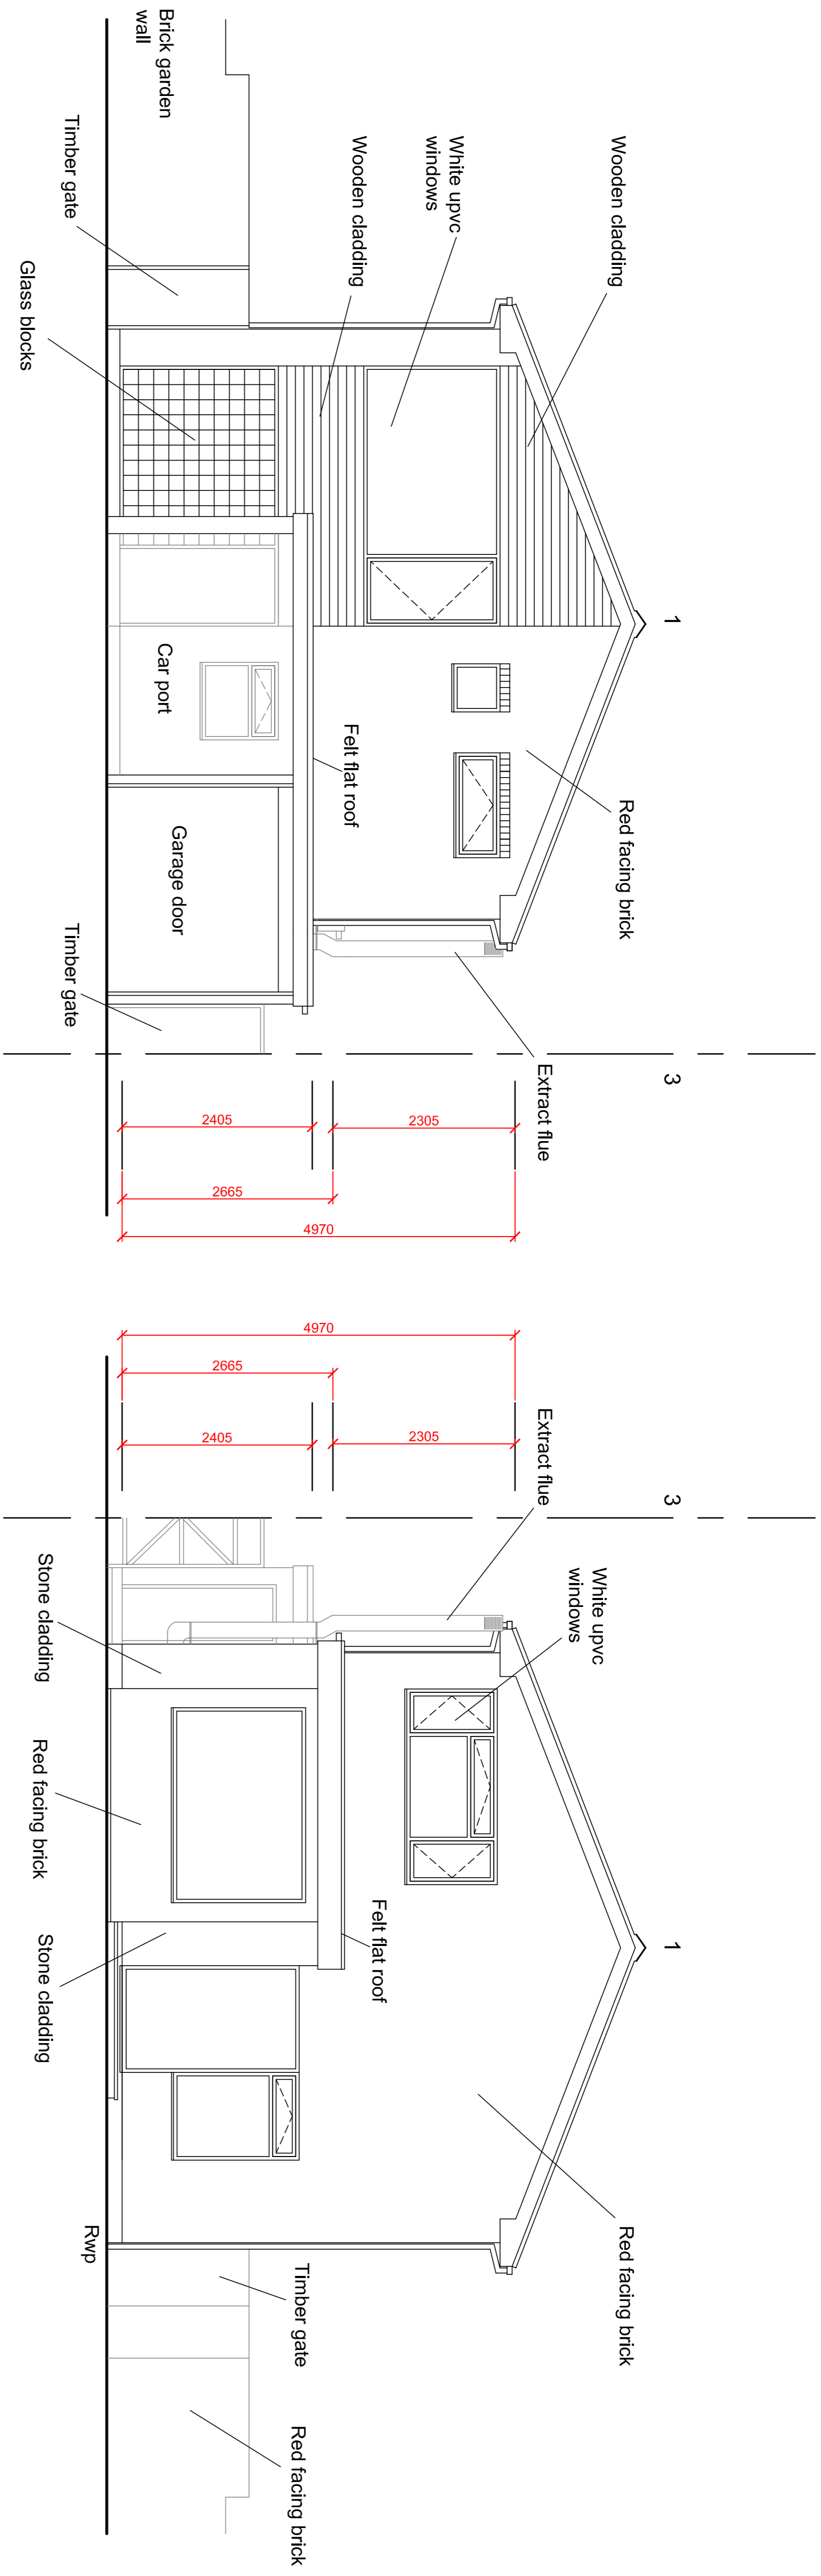 1
Wooden cladding
White upvc
windows
Wooden cladding
Brick garden
wall
Timber gate
Glass blocks
Car port
Felt flat roof
Red facing brick
Garage door
Timber gate
Extract flue
3
2405
2305
2665
4970
4970
2665
2405
2305
Extract flue
3
White upvc
windows
Stone cladding
Red facing brick
Stone cladding
Felt flat roof
1
Red facing brick
Rwp
Timber gate
Red facing brick